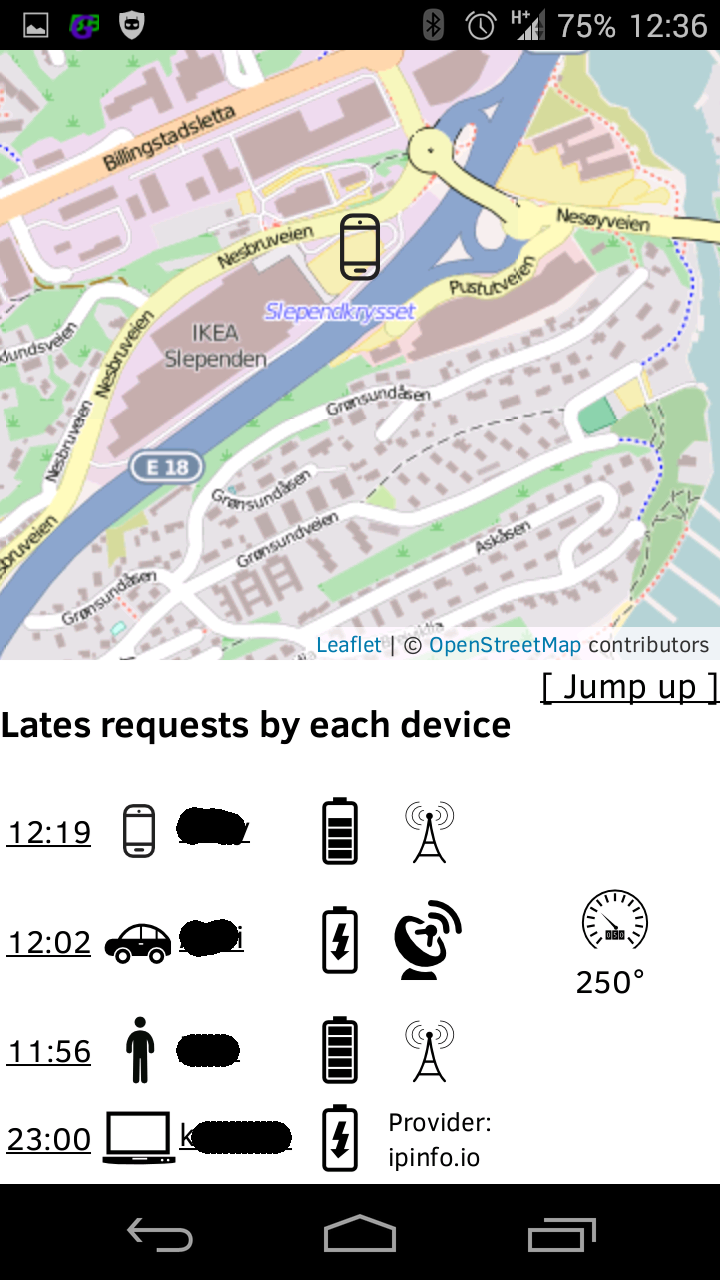 H+ 75% 12:36
Billingstadsletta
Nesbruveien
Nesøyveien
Pustutveien
Slependkrysset
IKEA
Slependen
Nesbruveien
Nesbruveien
Grønsundåsen
E 18
Grønsundåsen
Grønsundveien
Askåsen
Grønsundåsen
Leaflet | © OpenStreetMap contributors
[ Jump up ]
Lates requests by each device
12:19
12:02
250°
11:56
23:00 k Provider:
ipinfo.io